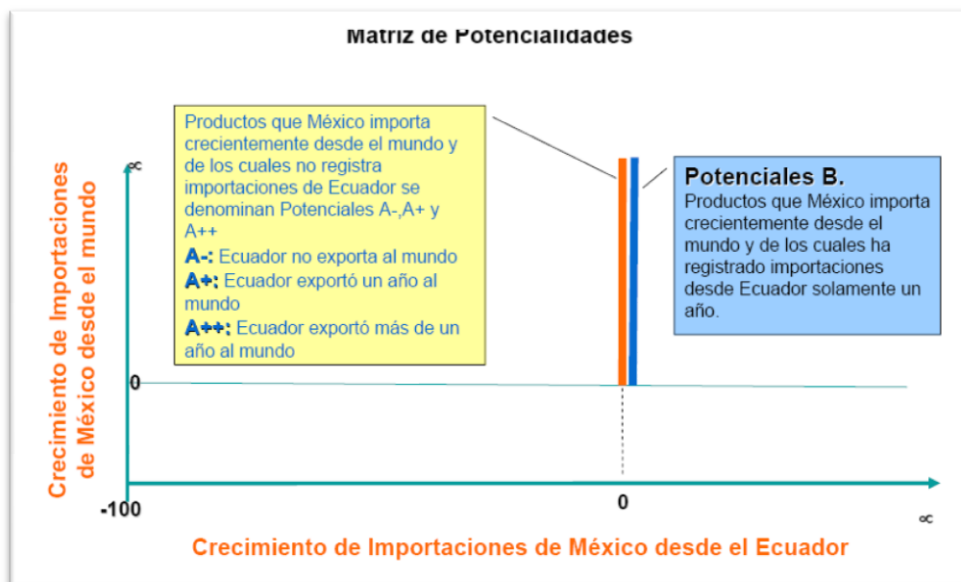 Matriz de Potencialidades
Productos que México importa
crecientemente desde el mundo y
de los cuales no registra
importaciones de Ecuador se
denominan Potenciales A-,A+ y
A++
A-: Ecuador no exporta al mundo
A+: Ecuador exportó un año al
mundo
A++: Ecuador exportó más de un
año al mundo
Potenciales B.
Productos que México importa
crecientemente desde el
mundo y de los cuales ha
registrado importaciones
desde Ecuador solamente un
año.
Crecimiento de Importaciones
de México desde el mundo
∝
0
-100
0
∝
Crecimiento de Importaciones de México desde el Ecuador